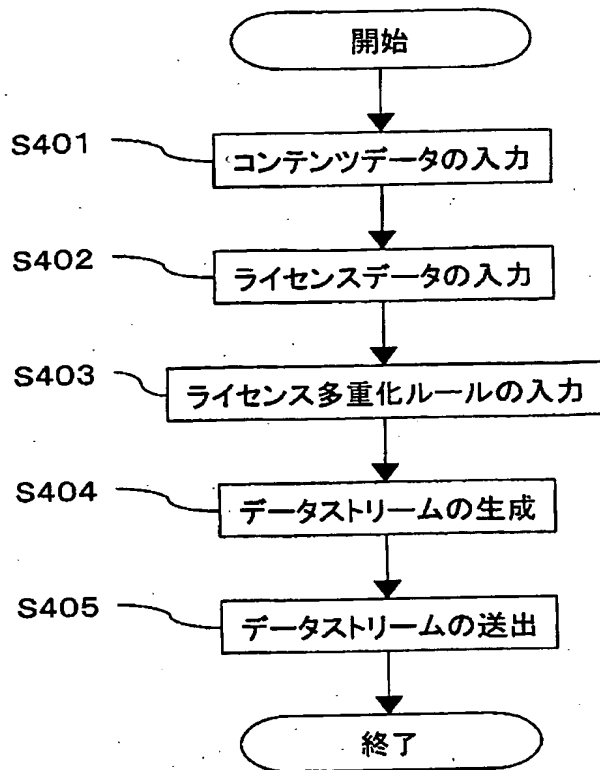 開始
S401
コンテンツデータの入力
S402
ライセンスデータの入力
S403
ライセンス多重化ルールの入力
S404
データストリームの生成
S405
データストリームの送出
終了